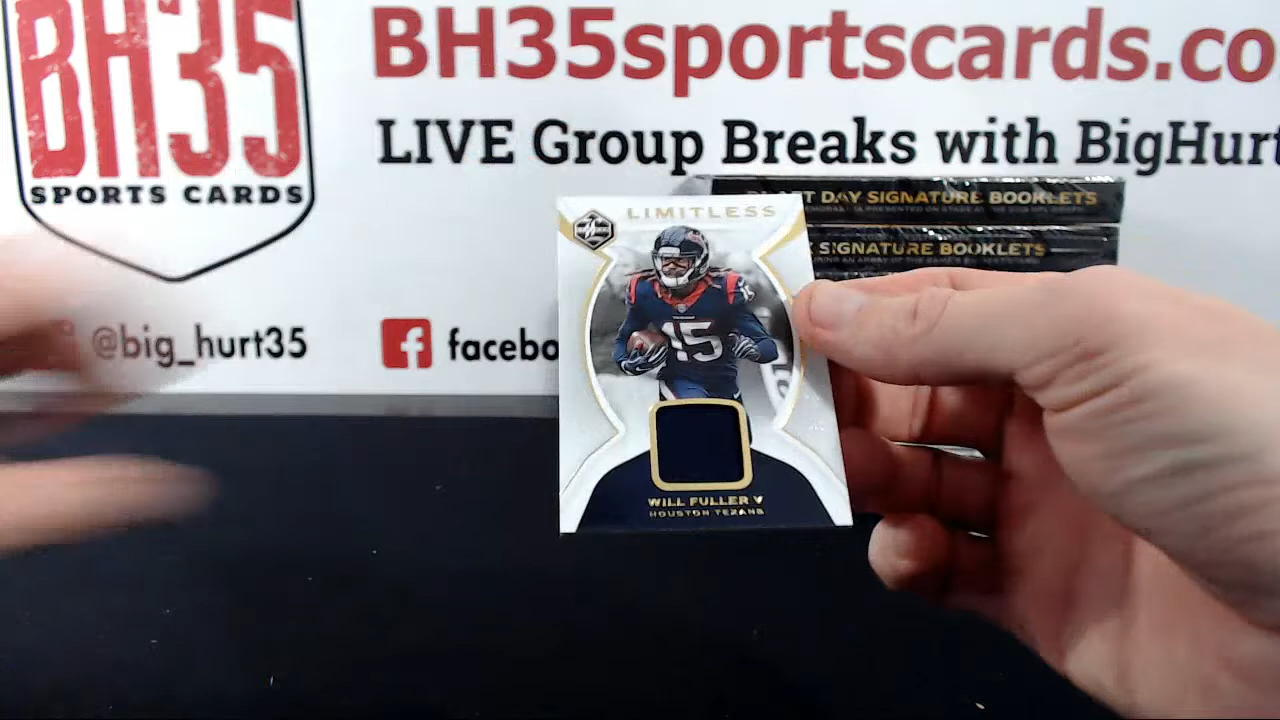 BH35
SPORTS CARDS
BH35sportscards.co
LIVE Group Breaks with BigHurt
@big_hurt35
facebo
DAY SIGNATURE BOOKLETS
SIGNATURE BOOKLETS
LIMITLESS
15
WILL FULLER V
HOUSTON TEXANS